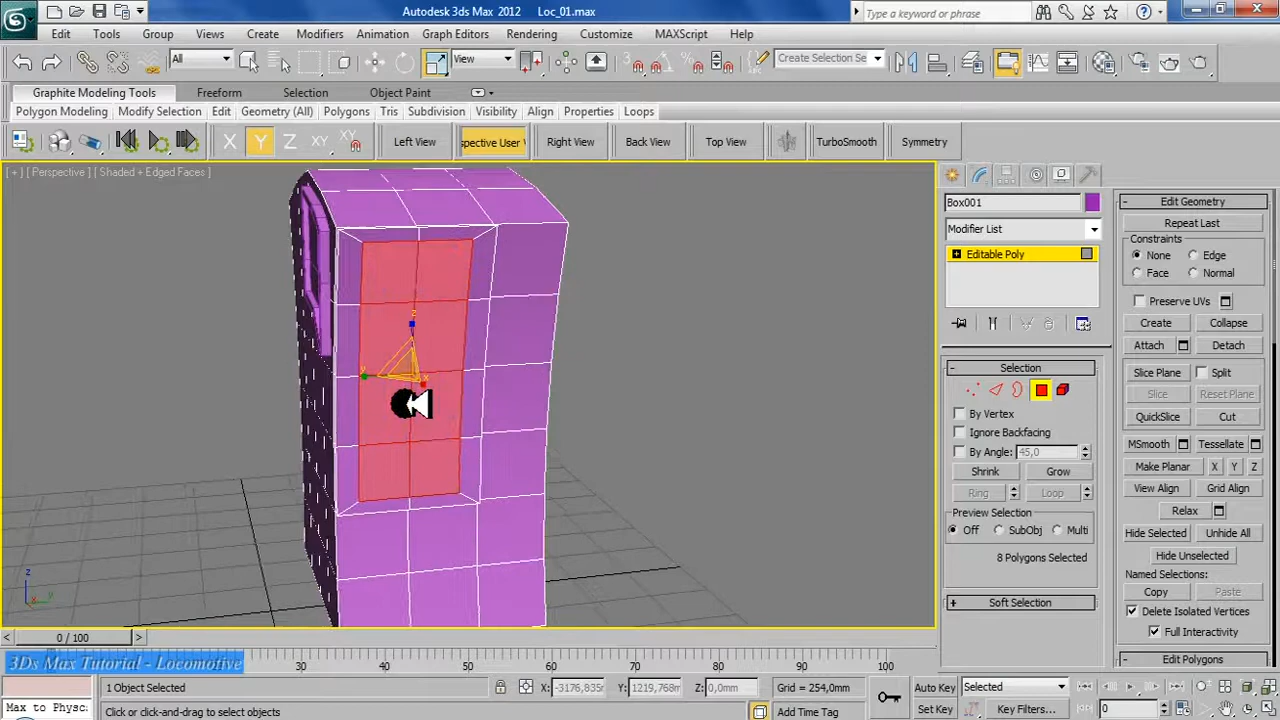 Autodesk 3ds Max 2012 Loc_01.max
Type a keyword or phrase
Edit Tools Group Views Create Modifiers Animation Graph Editors Rendering Customize MAXScript Help
All View Create Selection Se
Graphite Modeling Tools Freeform Selection Object Paint
Polygon Modeling Modify Selection Edit Geometry (All) Polygons Tris Subdivision Visibility Align Properties Loops
X Y Z XY XY Left View spective User V Right View Back View Top View TurboSmooth Symmetry
[ + ] [ Perspective ] [ Shaded + Edged Faces ]
Box001
Modifier List
Editable Poly
Selection
By Vertex
Ignore Backfacing
By Angle: 45,0
Shrink Grow
Ring Loop
Preview Selection
Off SubObj Multi
8 Polygons Selected
Soft Selection
Edit Geometry
Repeat Last
Constraints
None Edge
Face Normal
Preserve UVs
Create Collapse
Attach Detach
Slice Plane Split
Slice Reset Plane
QuickSlice Cut
MSmooth Tessellate
Make Planar X Y Z
View Align Grid Align
Relax
Hide Selected Unhide All
Hide Unselected
Named Selections:
Copy Paste
Delete Isolated Vertices
Full Interactivity
Edit Polygons
0 / 100
3Ds Max Tutorial - Locomotive
30 40 50 60 70 80 90 100
1 Object Selected X: -3176,835 Y: 1219,768m Z: 0,0mm Grid = 254,0mm Auto Key Selected
Max to Physc Click or click-and-drag to select objects Add Time Tag Set Key Key Filters... 0